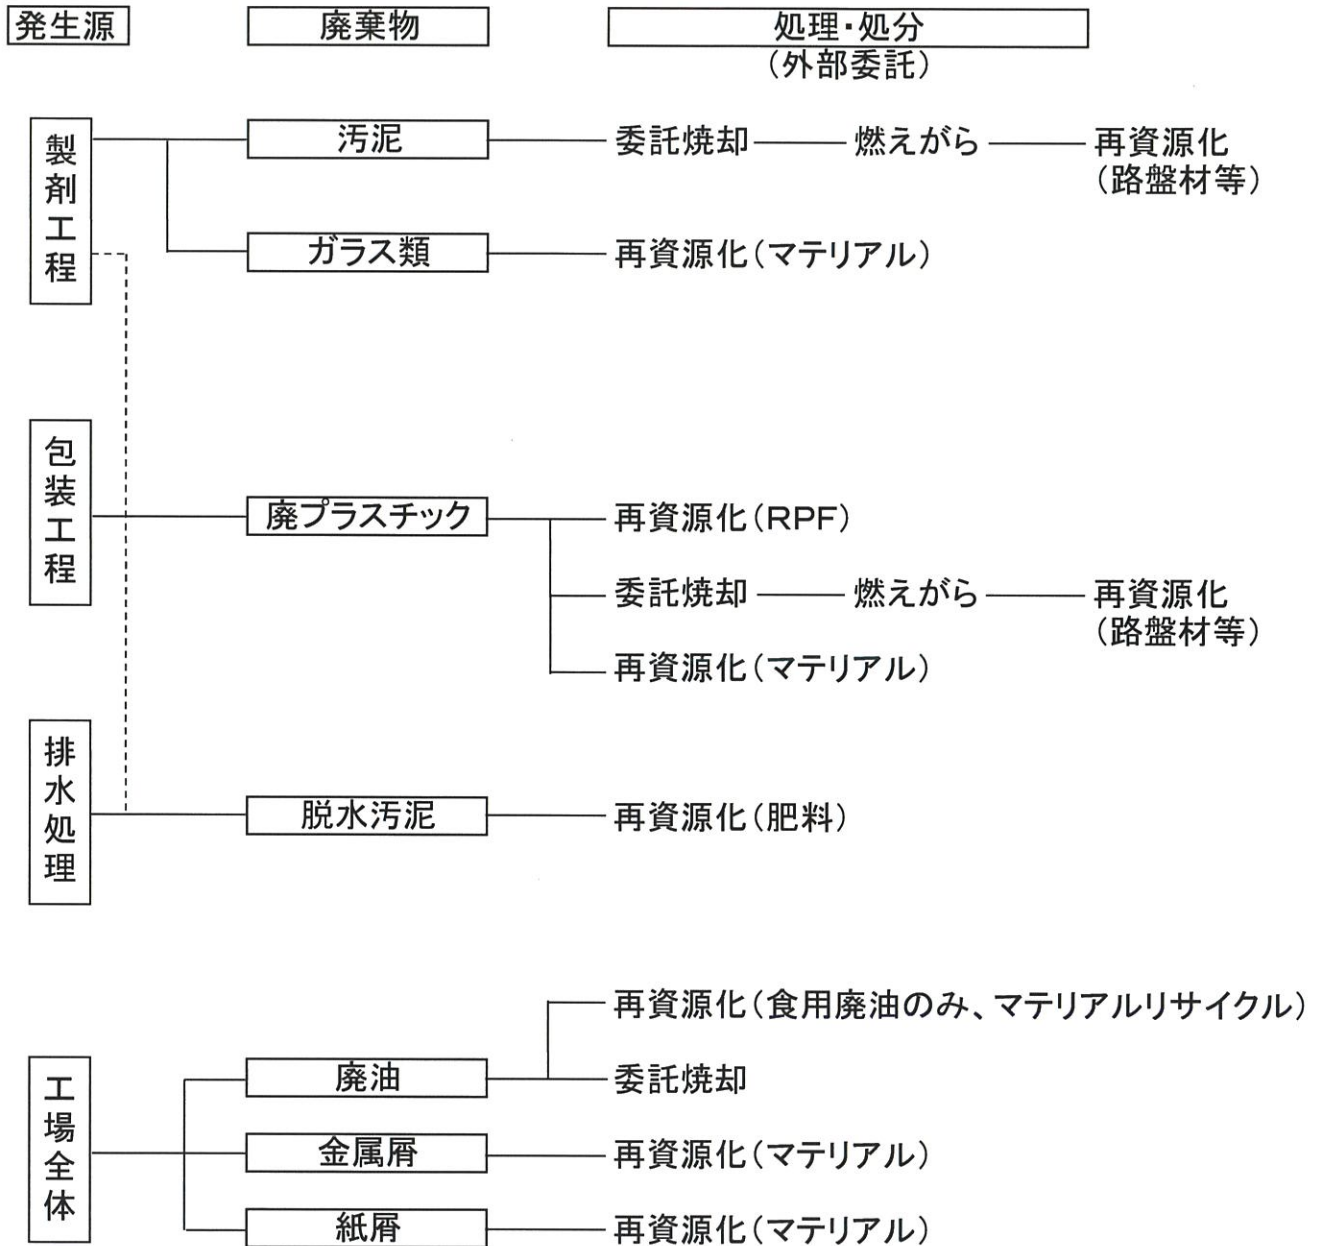 発生源
廃棄物
処理・処分
(外部委託)
製剤工程
汚泥
委託焼却
燃えがら
再資源化
(路盤材等)
ガラス類
再資源化(マテリアル)
包装工程
廃プラスチック
再資源化(RPF)
委託焼却
燃えがら
再資源化
(路盤材等)
再資源化(マテリアル)
排水処理
脱水汚泥
再資源化(肥料)
工場全体
再資源化(食用廃油のみ、マテリアルリサイクル)
廃油
委託焼却
金属屑
再資源化(マテリアル)
紙屑
再資源化(マテリアル)